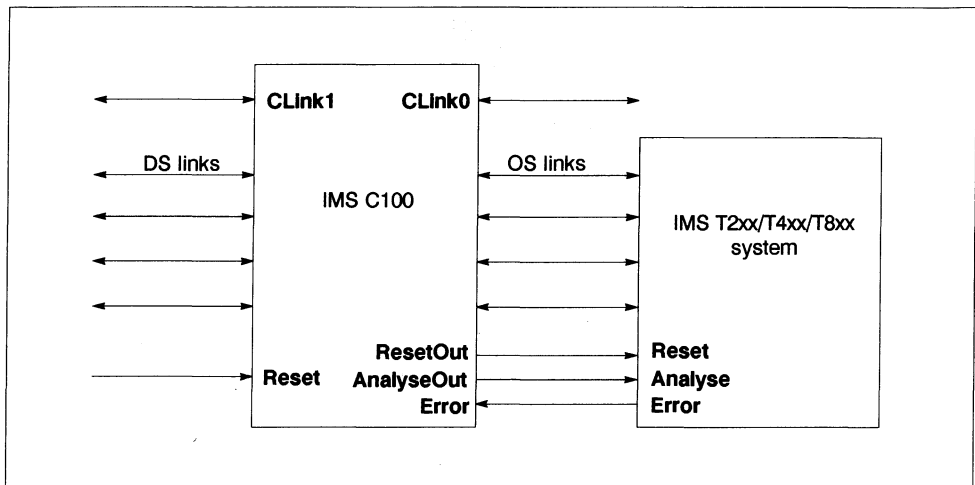 CLink1 CLink0
DS links OS links
IMS C100
IMS T2xx/T4xx/T8xx
system
ResetOut Reset
Reset AnalyseOut Analyse
Error Error